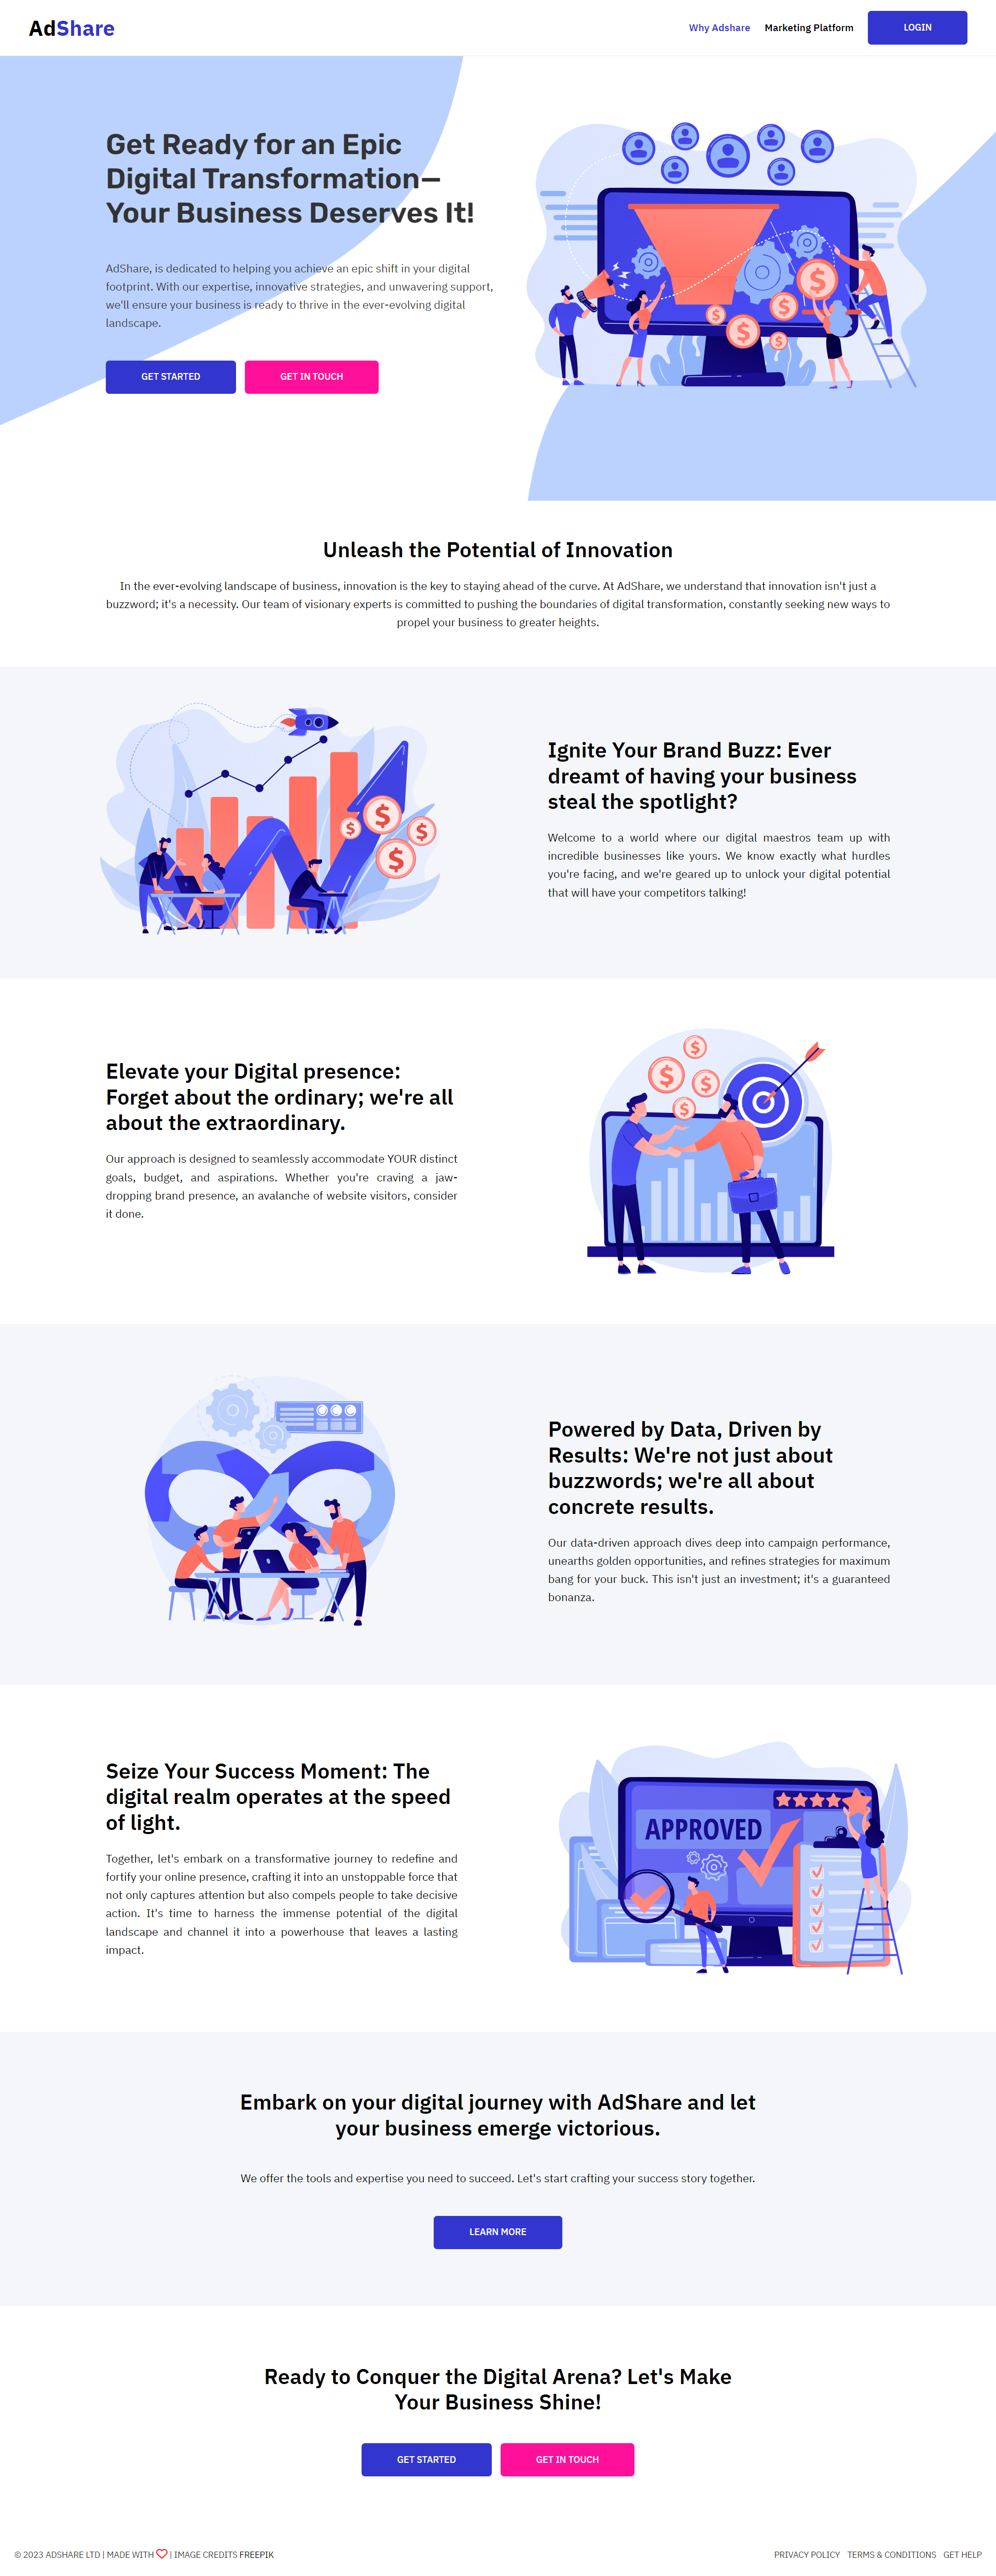 AdShare
Why Adshare
Marketing Platform
LOGIN
Get Ready for an Epic
Digital Transformation—
Your Business Deserves It!
AdShare, is dedicated to helping you achieve an epic shift in your digital
footprint. With our expertise, innovative strategies, and unwavering support,
we'll ensure your business is ready to thrive in the ever-evolving digital
landscape.
GET STARTED
GET IN TOUCH
Unleash the Potential of Innovation
In the ever-evolving landscape of business, innovation is the key to staying ahead of the curve. At AdShare, we understand that innovation isn't just a
buzzword; it's a necessity. Our team of visionary experts is committed to pushing the boundaries of digital transformation, constantly seeking new ways to
propel your business to greater heights.
Ignite Your Brand Buzz: Ever
dreamt of having your business
steal the spotlight?
Welcome to a world where our digital maestros team up with
incredible businesses like yours. We know exactly what hurdles
you're facing, and we're geared up to unlock your digital potential
that will have your competitors talking!
Elevate your Digital presence:
Forget about the ordinary; we're all
about the extraordinary.
Our approach is designed to seamlessly accommodate YOUR distinct
goals, budget, and aspirations. Whether you're craving a jaw-
dropping brand presence, an avalanche of website visitors, consider
it done.
Powered by Data, Driven by
Results: We're not just about
buzzwords; we're all about
concrete results.
Our data-driven approach dives deep into campaign performance,
unearths golden opportunities, and refines strategies for maximum
bang for your buck. This isn't just an investment; it's a guaranteed
bonanza.
Seize Your Success Moment: The
digital realm operates at the speed
of light.
Together, let's embark on a transformative journey to redefine and
fortify your online presence, crafting it into an unstoppable force that
not only captures attention but also compels people to take decisive
action. It's time to harness the immense potential of the digital
landscape and channel it into a powerhouse that leaves a lasting
impact.
APPROVED
Embark on your digital journey with AdShare and let
your business emerge victorious.
We offer the tools and expertise you need to succeed. Let's start crafting your success story together.
LEARN MORE
Ready to Conquer the Digital Arena? Let's Make
Your Business Shine!
GET STARTED
GET IN TOUCH
© 2023 ADSHARE LTD | MADE WITH | IMAGE CREDITS FREEPIK
PRIVACY POLICY TERMS & CONDITIONS GET HELP